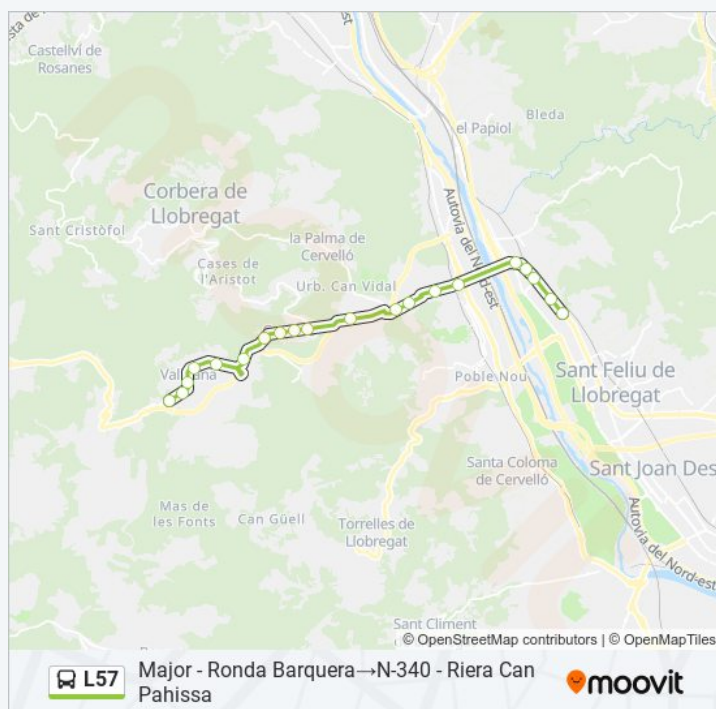 Castellví de
Rosanes
el Papiol
Bleda
Corbera de
Llobregat
Autovía del Nord-est
Sant Cristòfol
la Palma de
Cervelló
Cases de
l'Aristot
Urb. Can Vidal
Vallirana
Poble Nou
Sant Feliu de
Llobregat
Santa Coloma
de Cervelló
Sant Joan Des
Mas de
les Fonts
Can Güell
Torrelles de
Llobregat
Autovía del Nord-est
Sant Climent
© OpenStreetMap contributors | © OpenMapTiles
L57
Major - Ronda Barquera→N-340 - Riera Can
Pahissa
moovit